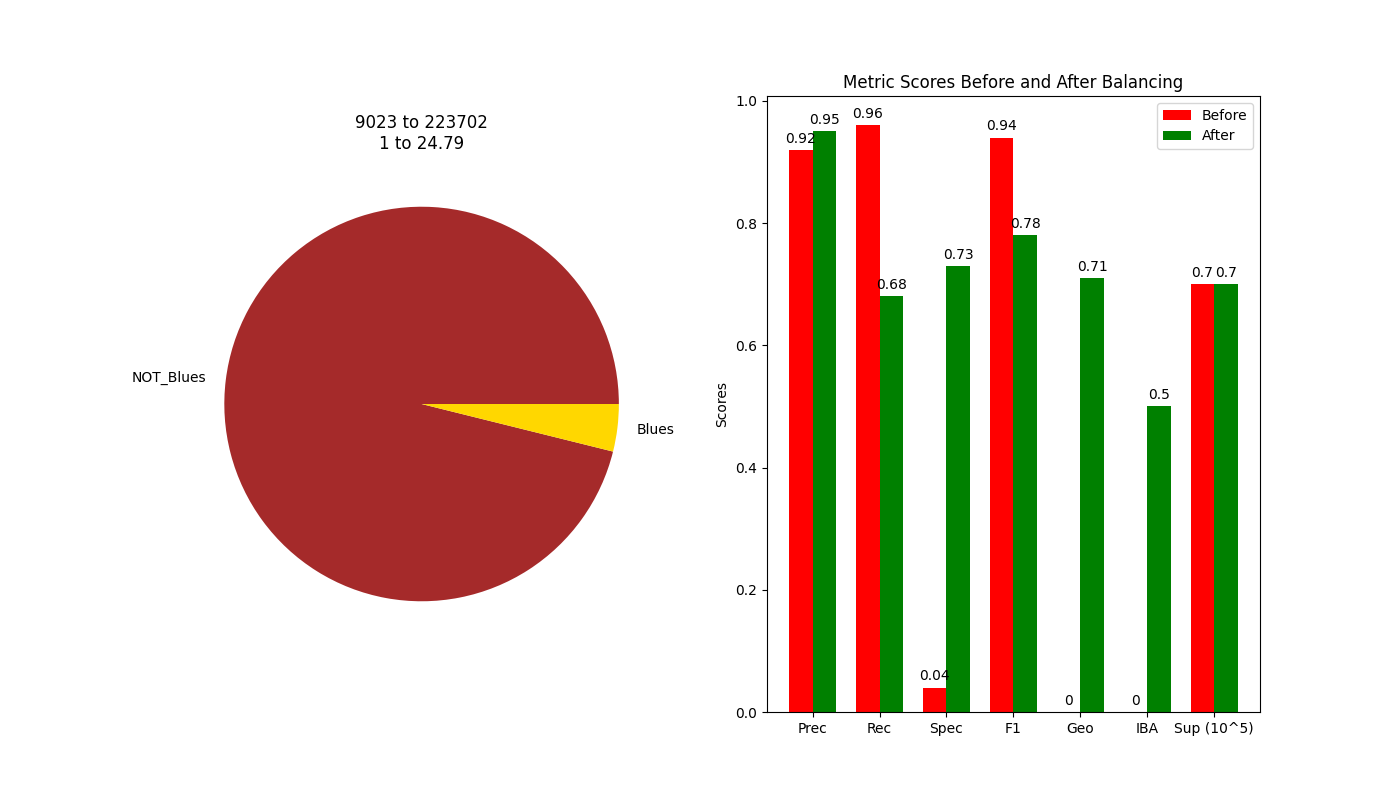 9023 to 223702
1 to 24.79
NOT_Blues
Blues
Metric Scores Before and After Balancing
Before
After
Scores
1.0
0.8
0.6
0.4
0.2
0.0
0.92
0.95
0.96
0.68
0.04
0.73
0.94
0.78
0
0.71
0
0.5
0.7
0.7
Prec
Rec
Spec
F1
Geo
IBA
Sup (10^5)